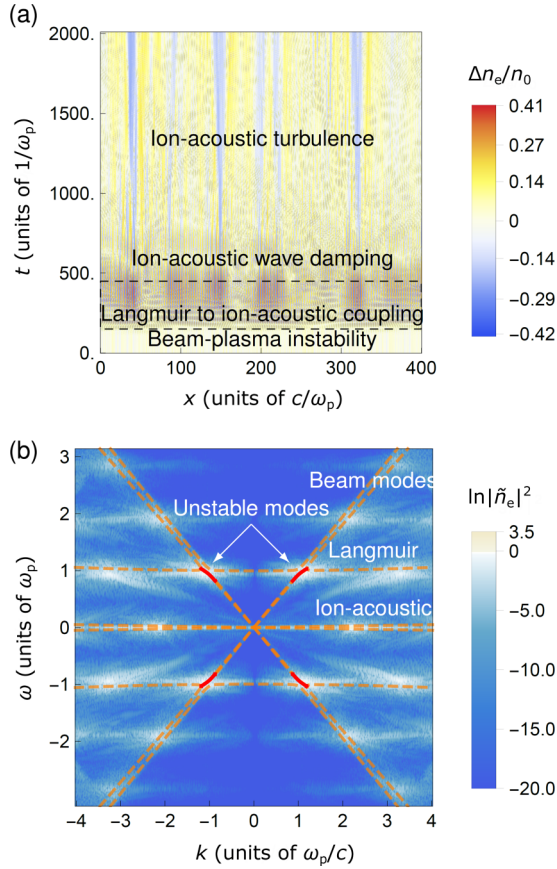 (a)
Δnₑ/n₀
2000.
1500.
1000.
500.
0.
t (units of 1/ωₚ)
Ion-acoustic turbulence
Ion-acoustic wave damping
Langmuir to ion-acoustic coupling
Beam-plasma instability
0 100 200 300 400
x (units of c/ωₚ)
0.41
0.27
0.14
0
-0.14
-0.29
-0.42
(b)
ln|ñₑ|²
3
2
1
0
−1
−2
ω (units of ωₚ)
Beam modes
Unstable modes
Langmuir
Ion-acoustic
−4 −3 −2 −1 0 1 2 3 4
k (units of ωₚ/c)
3.5
0
−5.0
−10.0
−15.0
−20.0